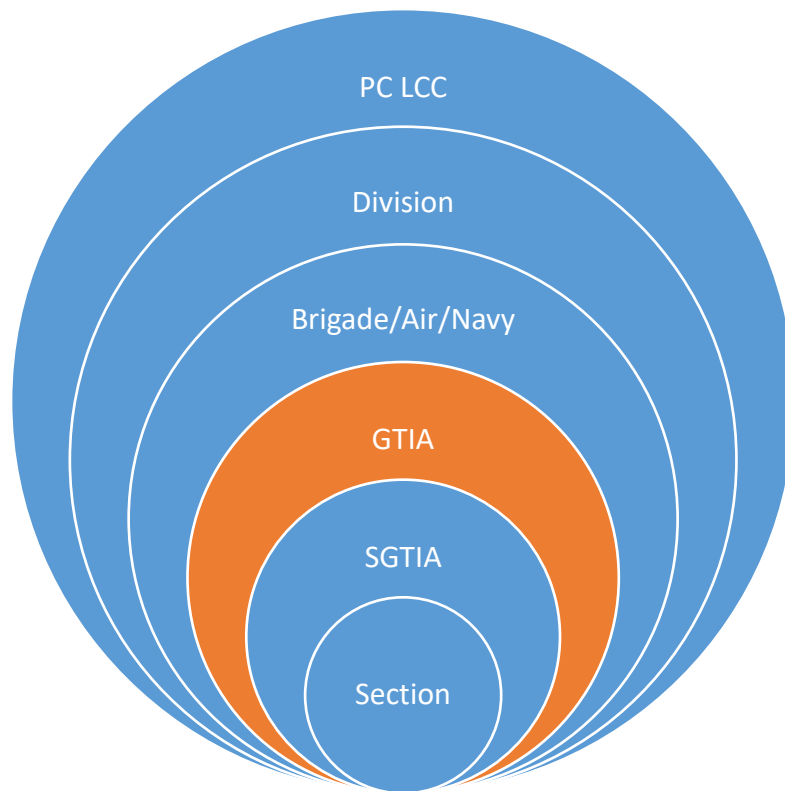 PC LCC
Division
Brigade/Air/Navy
GTIA
SGTIA
Section